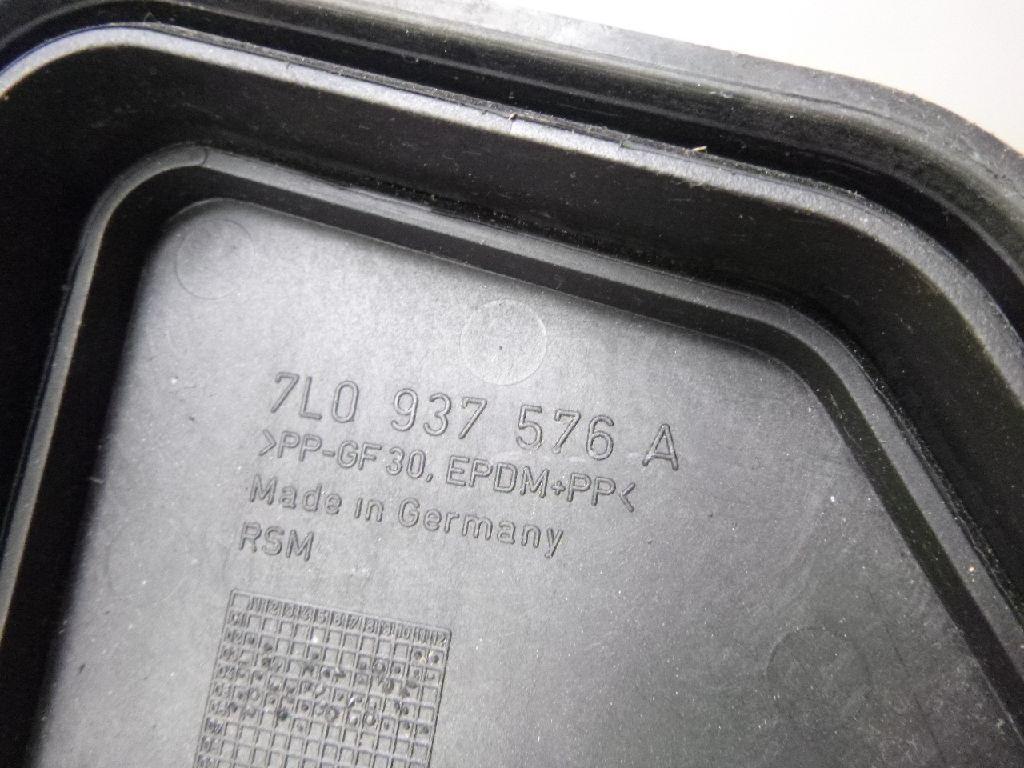 7L0 937 576 A
>PP-GF30, EPDM+PP<
Made in Germany
RSM